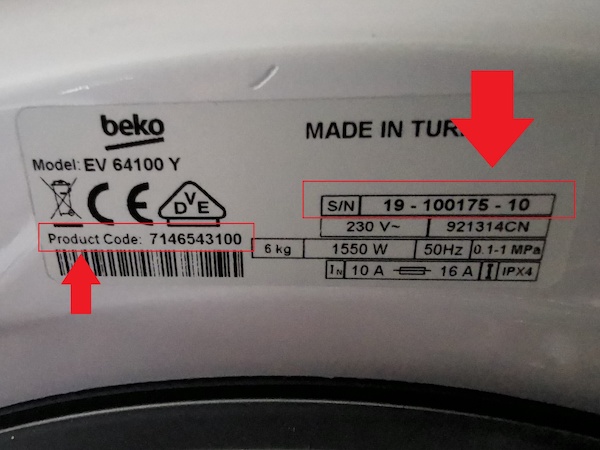 beko
MADE IN TUR
Model: EV 64100 Y
CE
DVE
S/N 19 - 100175 - 10
230 V~ 921314CN
Product Code: 7146543100
6 kg 1550 W 50Hz 0.1-1 MPa
IN 10 A 16 A IPX4